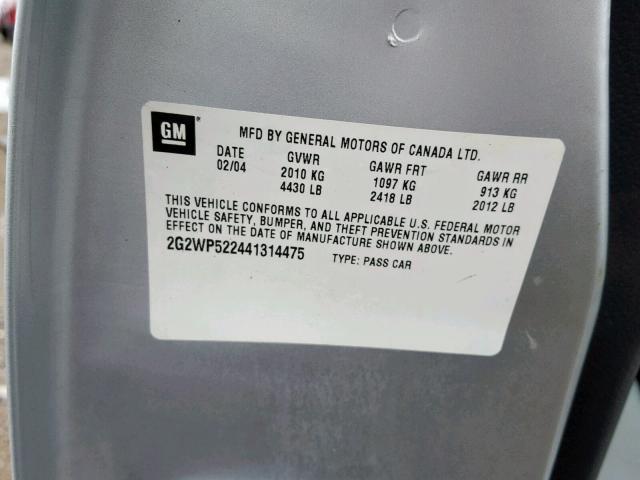 GM ®
MFD BY GENERAL MOTORS OF CANADA LTD.
DATE GVWR GAWR FRT GAWR RR
02/04 2010 KG 1097 KG 913 KG
4430 LB 2418 LB 2012 LB
THIS VEHICLE CONFORMS TO ALL APPLICABLE U.S. FEDERAL MOTOR
VEHICLE SAFETY, BUMPER, AND THEFT PREVENTION STANDARDS IN
EFFECT ON THE DATE OF MANUFACTURE SHOWN ABOVE.
2G2WP522441314475 TYPE: PASS CAR